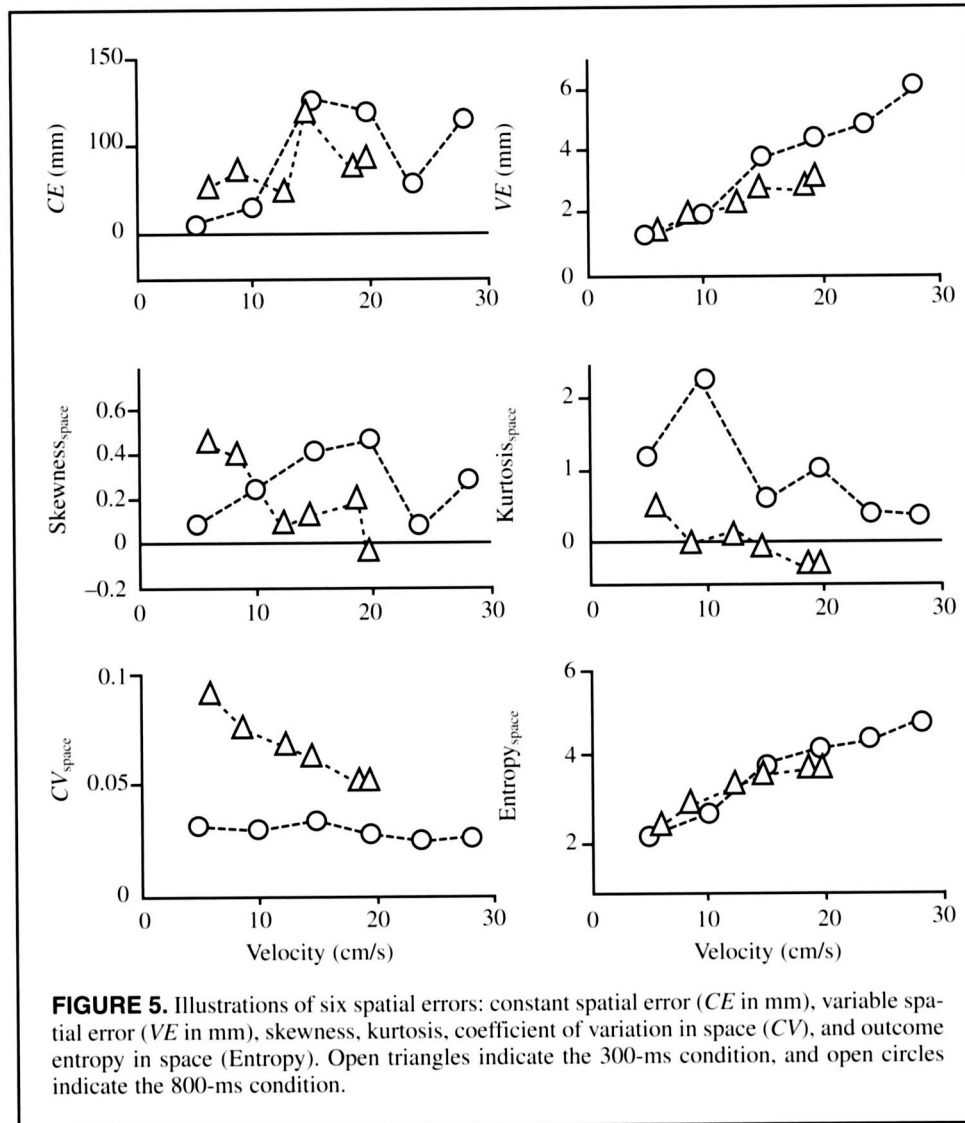 150
100
0
CE (mm)
0 10 20 30
6
4
2
0
VE (mm)
0 10 20 30
0.6
0.4
0.2
0
–0.2
Skewness space
0 10 20 30
2
1
0
Kurtosis space
0 10 20 30
0.1
0.05
0
CV space
0 10 20 30
Velocity (cm/s)
6
4
2
Entropy space
0 10 20 30
Velocity (cm/s)
FIGURE 5. Illustrations of six spatial errors: constant spatial error (CE in mm), variable spa-
tial error (VE in mm), skewness, kurtosis, coefficient of variation in space (CV), and outcome
entropy in space (Entropy). Open triangles indicate the 300-ms condition, and open circles
indicate the 800-ms condition.